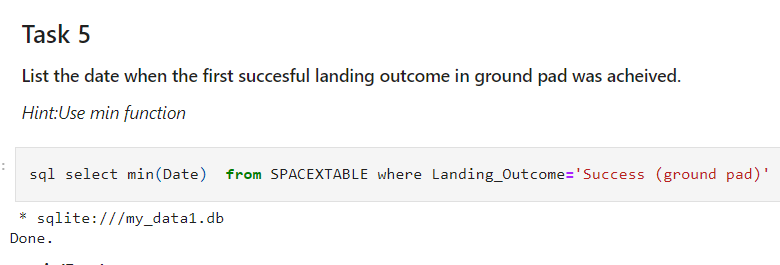 Task 5
List the date when the first succesful landing outcome in ground pad was acheived.
Hint:Use min function
:
sql select min(Date)  from SPACEXTABLE where Landing_Outcome='Success (ground pad)'
* sqlite:///my_data1.db
Done.